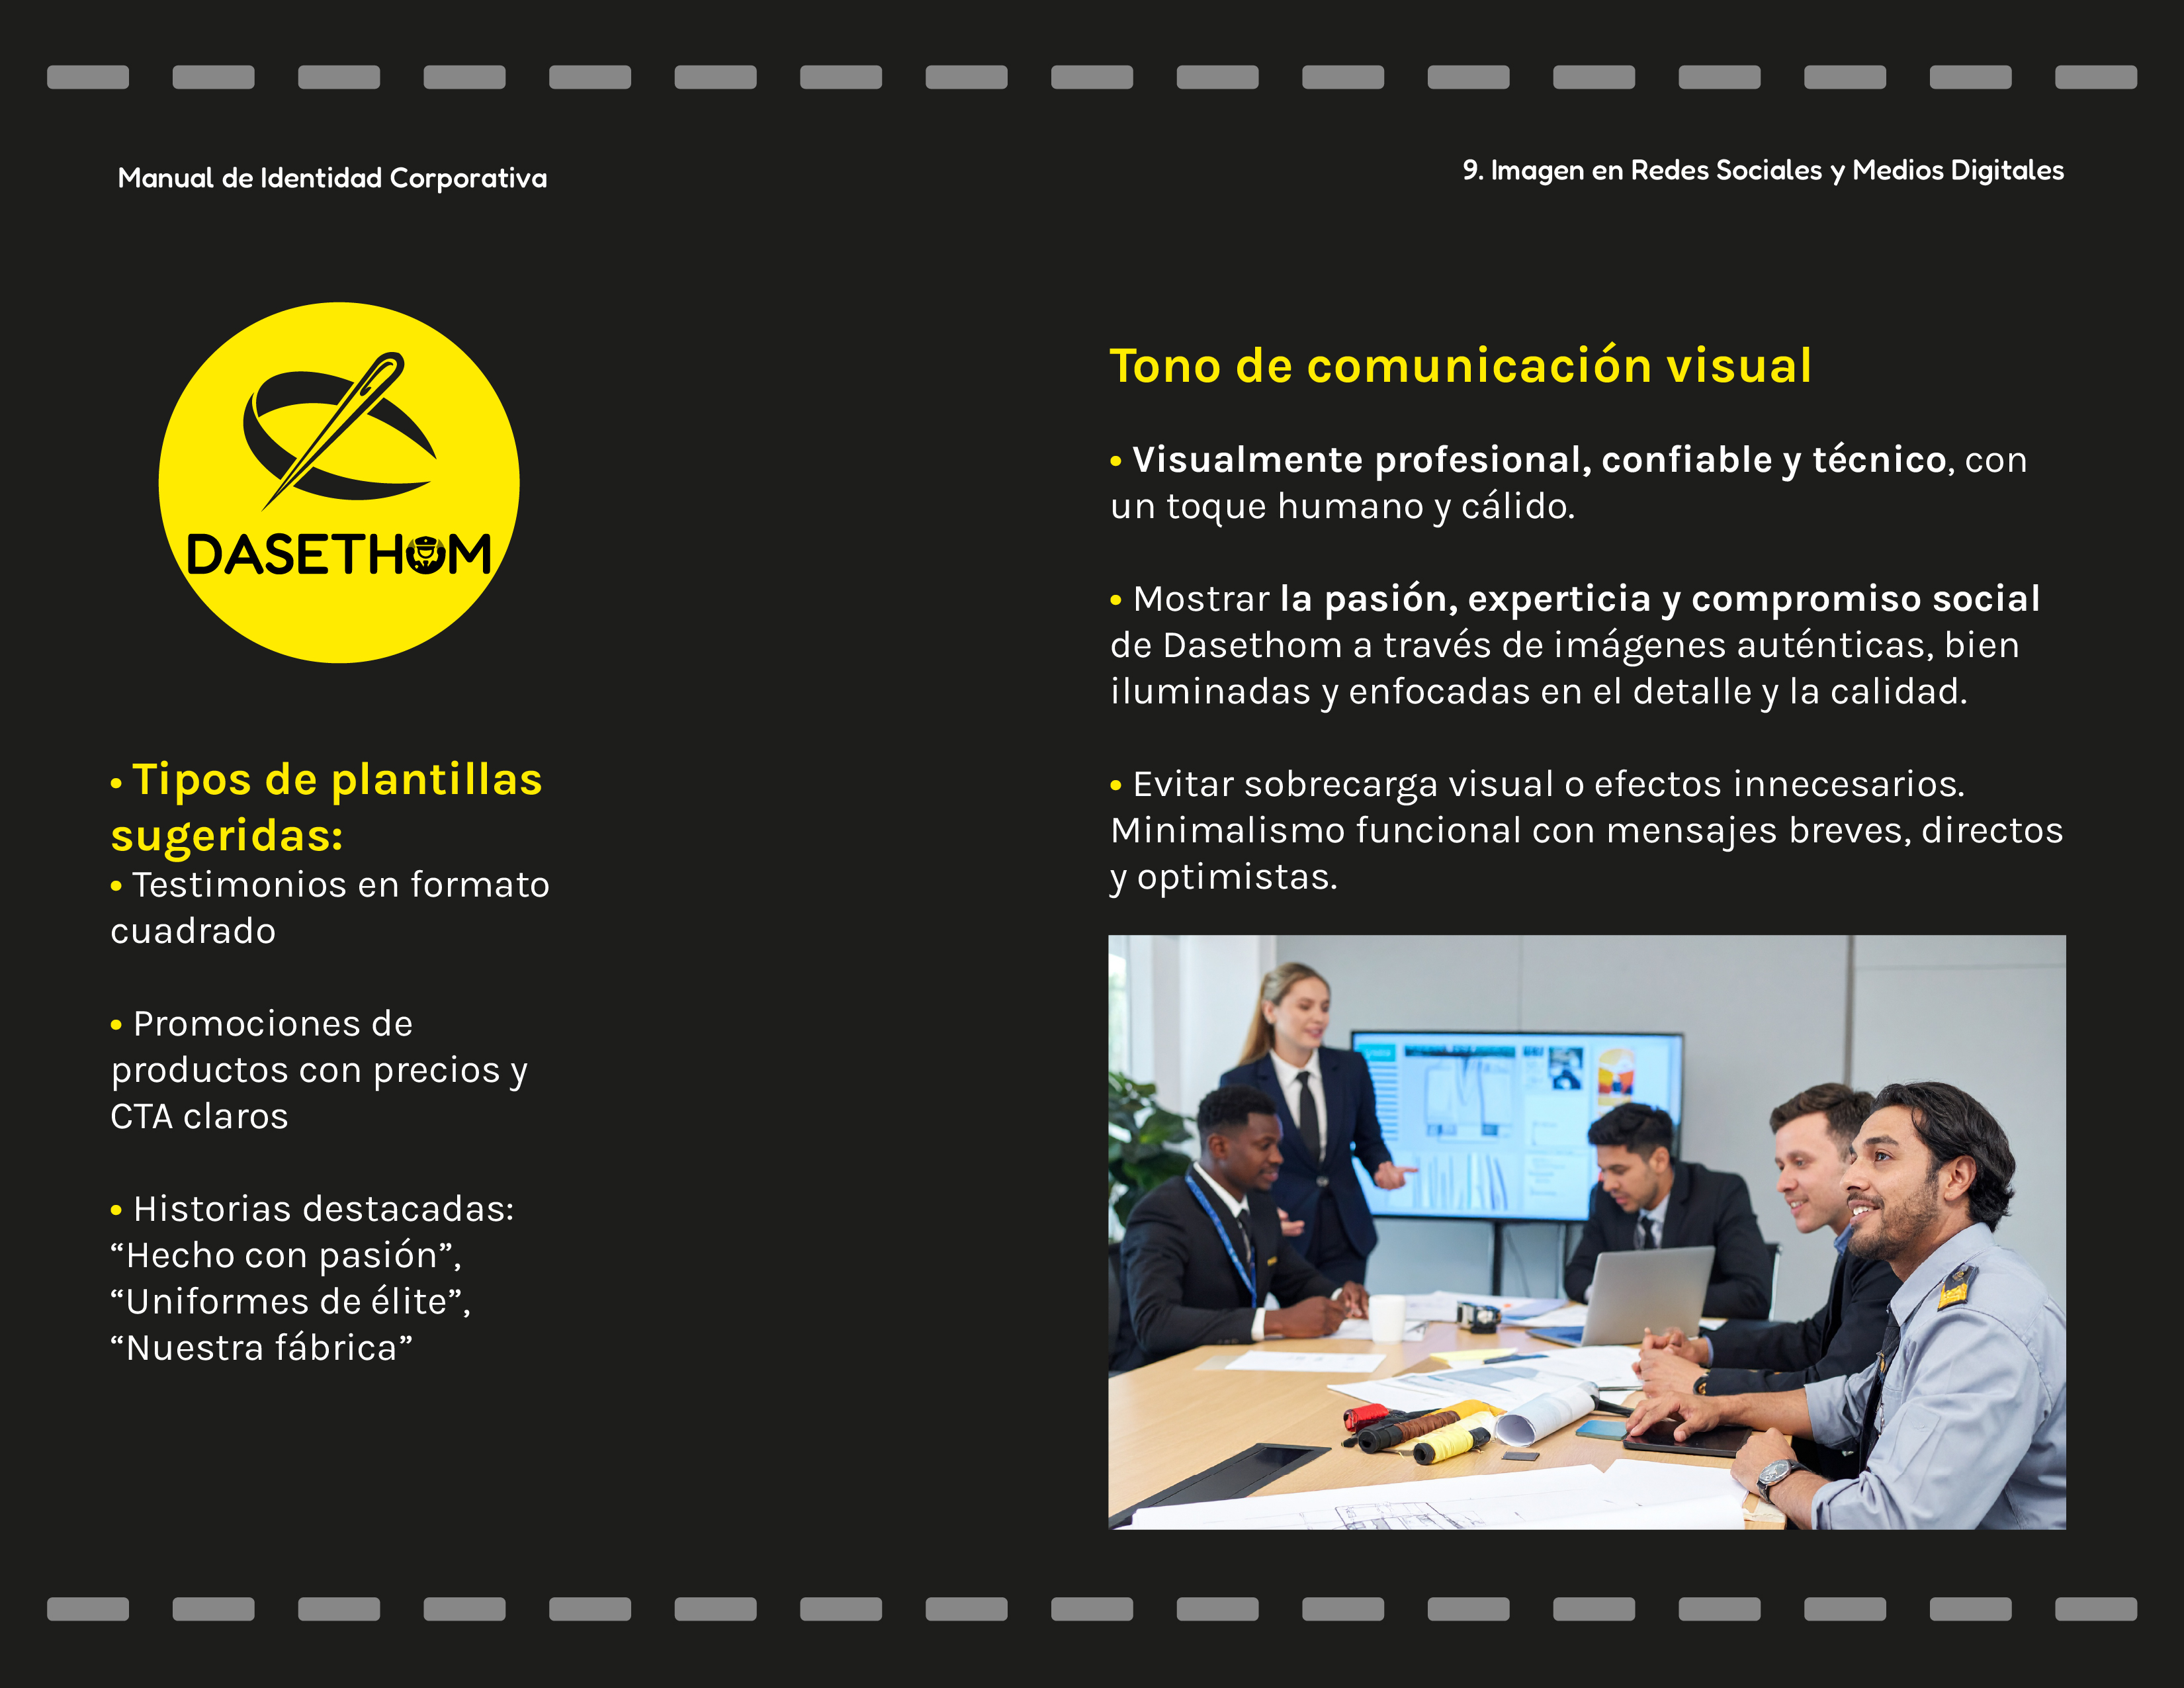 Manual de Identidad Corporativa
9. Imagen en Redes Sociales y Medios Digitales
DASETHOM
• Tipos de plantillas
sugeridas:
• Testimonios en formato
cuadrado
• Promociones de
productos con precios y
CTA claros
• Historias destacadas:
“Hecho con pasión”,
“Uniformes de élite”,
“Nuestra fábrica”
Tono de comunicación visual
• Visualmente profesional, confiable y técnico, con
un toque humano y cálido.
• Mostrar la pasión, experticia y compromiso social
de Dasethom a través de imágenes auténticas, bien
iluminadas y enfocadas en el detalle y la calidad.
• Evitar sobrecarga visual o efectos innecesarios.
Minimalismo funcional con mensajes breves, directos
y optimistas.